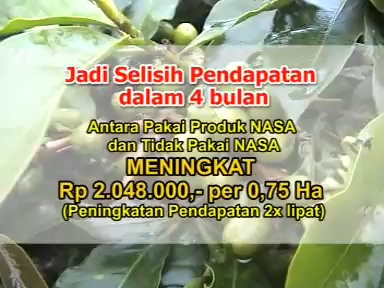 Jadi Selisih Pendapatan
dalam 4 bulan
Antara Pakai Produk NASA
dan Tidak Pakai NASA
MENINGKAT
Rp 2.048.000,- per 0,75 Ha
(Peningkatan Pendapatan 2x lipat)